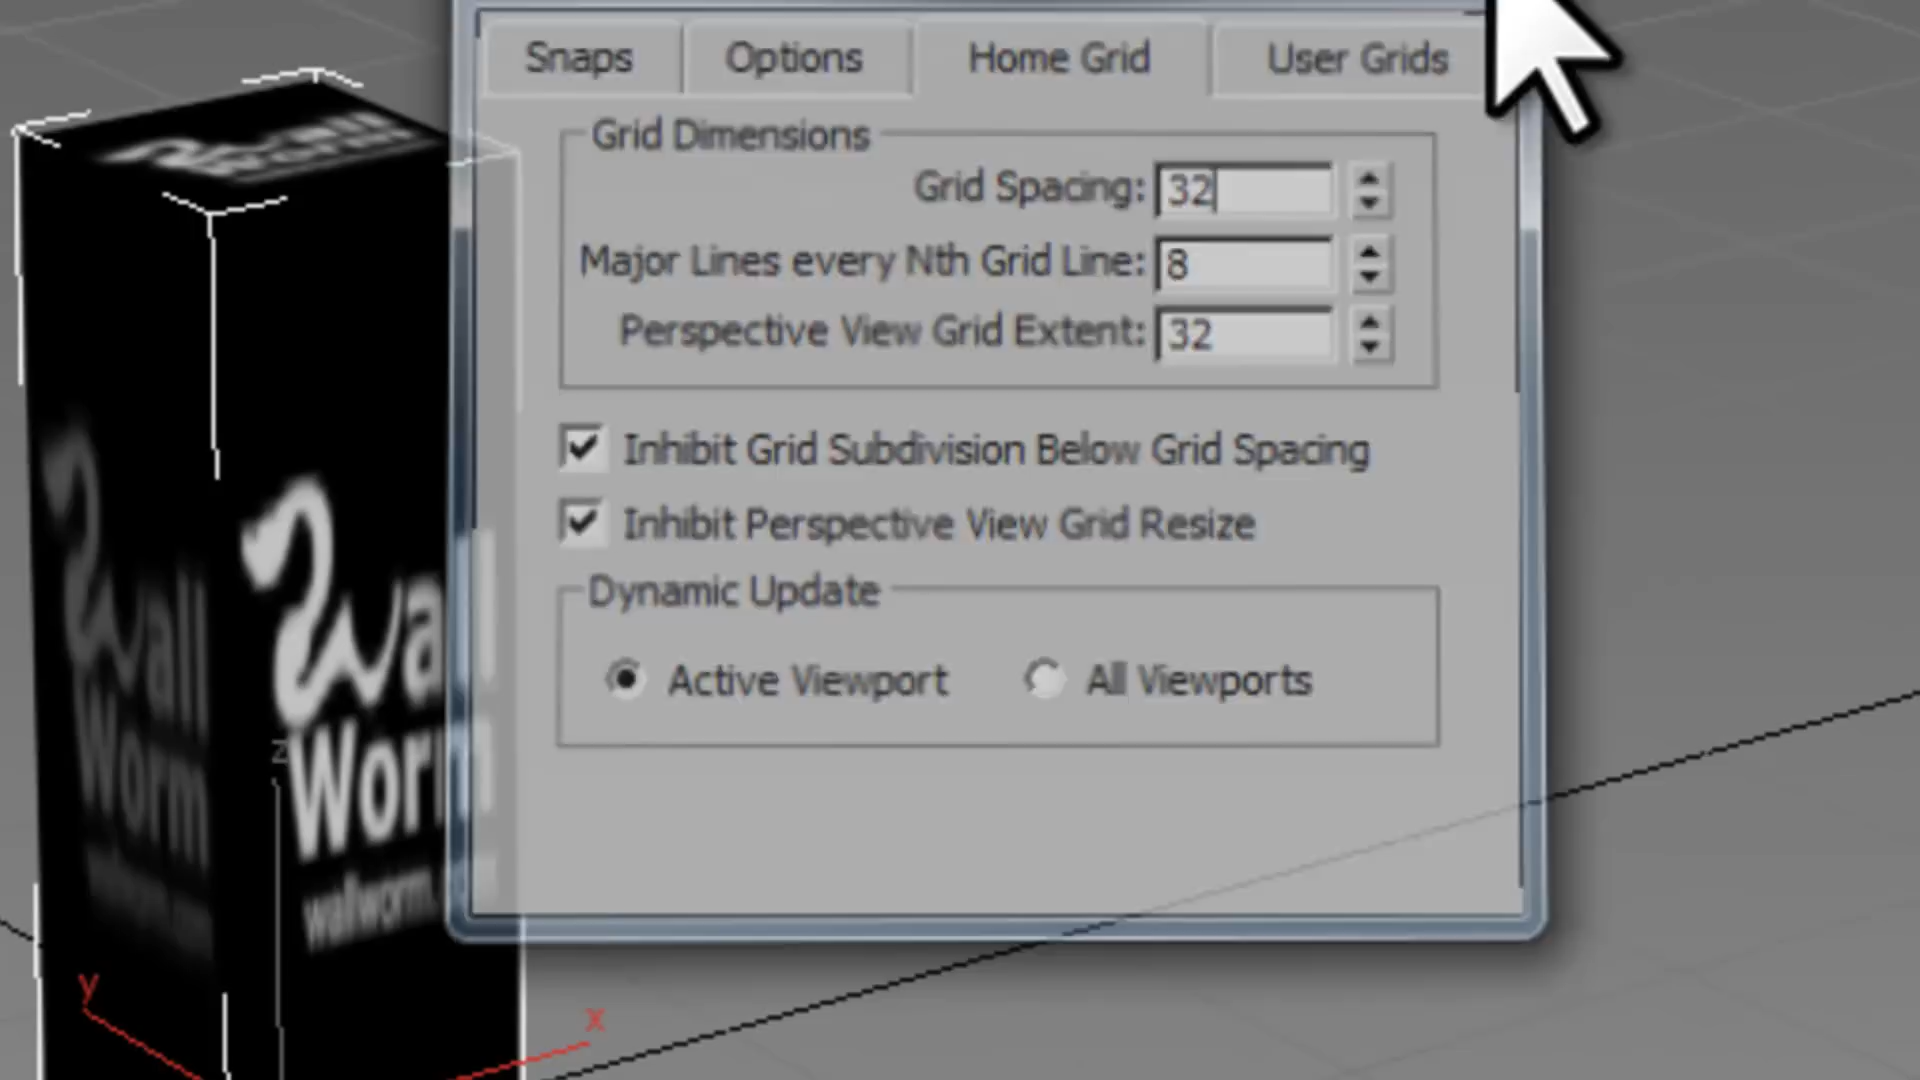 Snaps Options Home Grid User Grids
Grid Dimensions
Grid Spacing: 32
Major Lines every Nth Grid Line: 8
Perspective View Grid Extent: 32
Inhibit Grid Subdivision Below Grid Spacing
Inhibit Perspective View Grid Resize
Dynamic Update
Active Viewport All Viewports
Wall
Worm
Wall
Worm
wallworm.
z
y
x